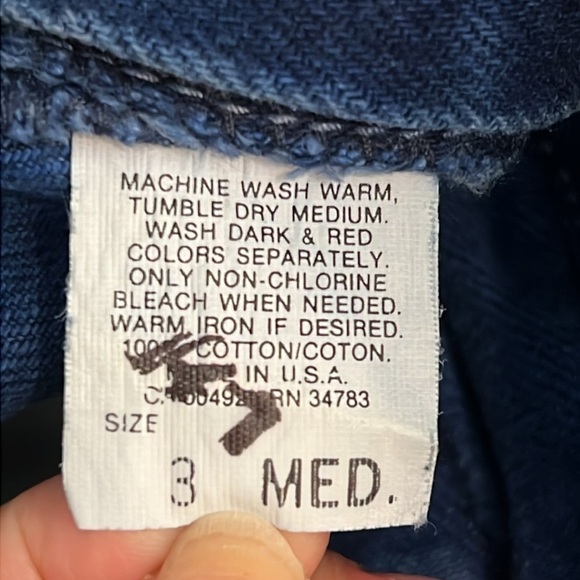 MACHINE WASH WARM,
TUMBLE DRY MEDIUM.
WASH DARK & RED
COLORS SEPARATELY.
ONLY NON-CHLORINE
BLEACH WHEN NEEDED.
WARM IRON IF DESIRED.
COTTON/COTON.
IN U.S.A.
RN 34783
SIZE
3 MED.